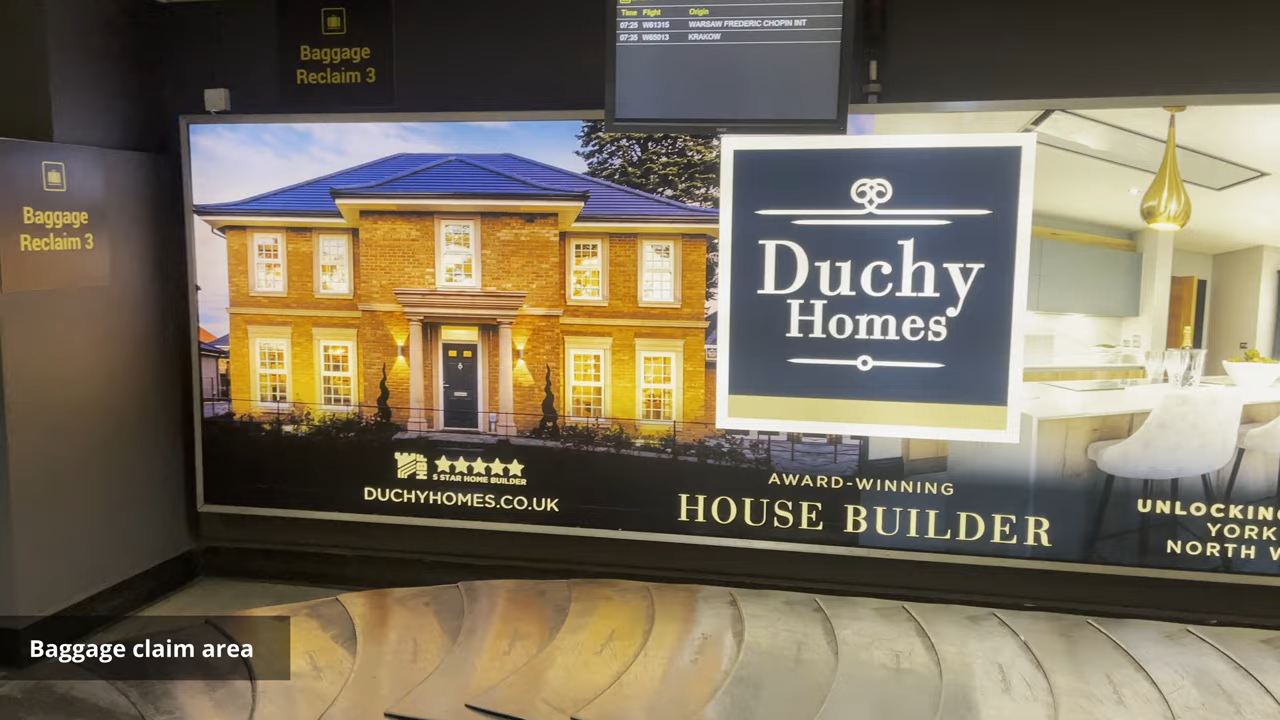 Time Flight Origin
07:25 W61315 WARSAW FREDERIC CHOPIN INT
07:35 W65013 KRAKOW
Baggage
Reclaim 3
Baggage
Reclaim 3
Duchy
Homes
HBF
5 STAR HOME BUILDER
DUCHYHOMES.CO.UK
AWARD-WINNING
HOUSE BUILDER
UNLOCKING
YORK
NORTH W
Baggage claim area